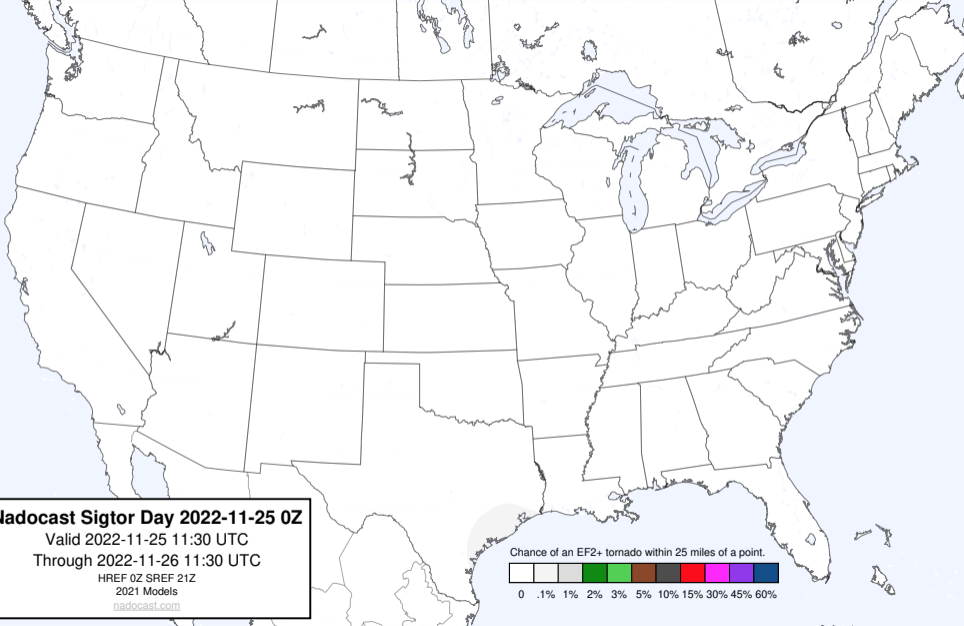 Nadocast Sigtor Day 2022-11-25 0Z
Valid 2022-11-25 11:30 UTC
Through 2022-11-26 11:30 UTC
HREF 0Z SREF 21Z
2021 Models
nadocast.com
Chance of an EF2+ tornado within 25 miles of a point.
0 .1% 1% 2% 3% 5% 10% 15% 30% 45% 60%